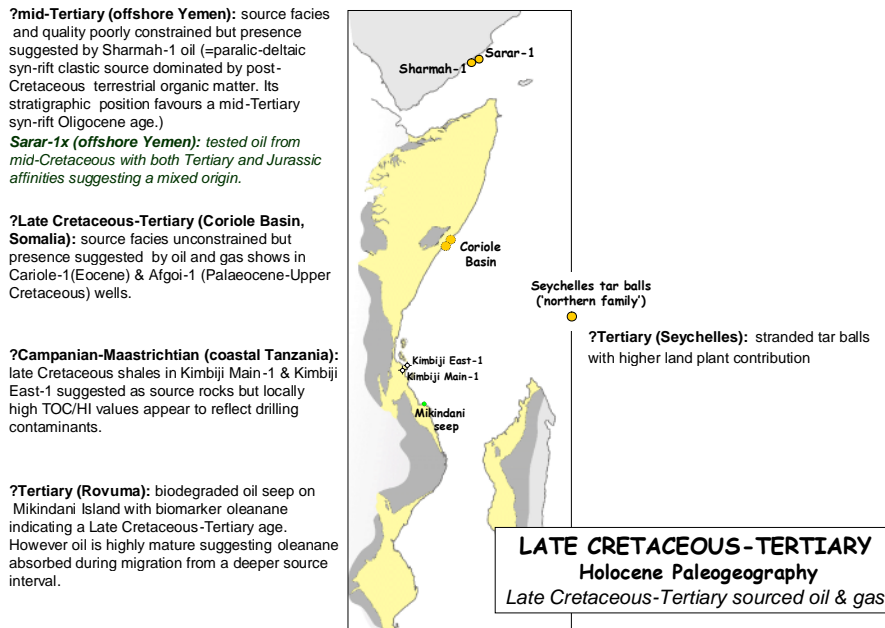 ?mid-Tertiary (offshore Yemen): source facies
and quality poorly constrained but presence
suggested by Sharmah-1 oil (=paralic-deltaic
syn-rift clastic source dominated by post-
Cretaceous terrestrial organic matter. Its
stratigraphic position favours a mid-Tertiary
syn-rift Oligocene age.)
Sarar-1x (offshore Yemen): tested oil from
mid-Cretaceous with both Tertiary and Jurassic
affinities suggesting a mixed origin.
?Late Cretaceous-Tertiary (Coriole Basin,
Somalia): source facies unconstrained but
presence suggested by oil and gas shows in
Cariole-1(Eocene) & Afgoi-1 (Palaeocene-Upper
Cretaceous) wells.
?Campanian-Maastrichtian (coastal Tanzania):
late Cretaceous shales in Kimbiji Main-1 & Kimbiji
East-1 suggested as source rocks but locally
high TOC/HI values appear to reflect drilling
contaminants.
?Tertiary (Rovuma): biodegraded oil seep on
Mikindani Island with biomarker oleanane
indicating a Late Cretaceous-Tertiary age.
However oil is highly mature suggesting oleanane
absorbed during migration from a deeper source
interval.
Sarar-1
Sharmah-1
Coriole
Basin
Seychelles tar balls
('northern family')
?Tertiary (Seychelles): stranded tar balls
with higher land plant contribution
Kimbiji East-1
Kimbiji Main-1
Mikindani
seep
LATE CRETACEOUS-TERTIARY
Holocene Paleogeography
Late Cretaceous-Tertiary sourced oil & gas